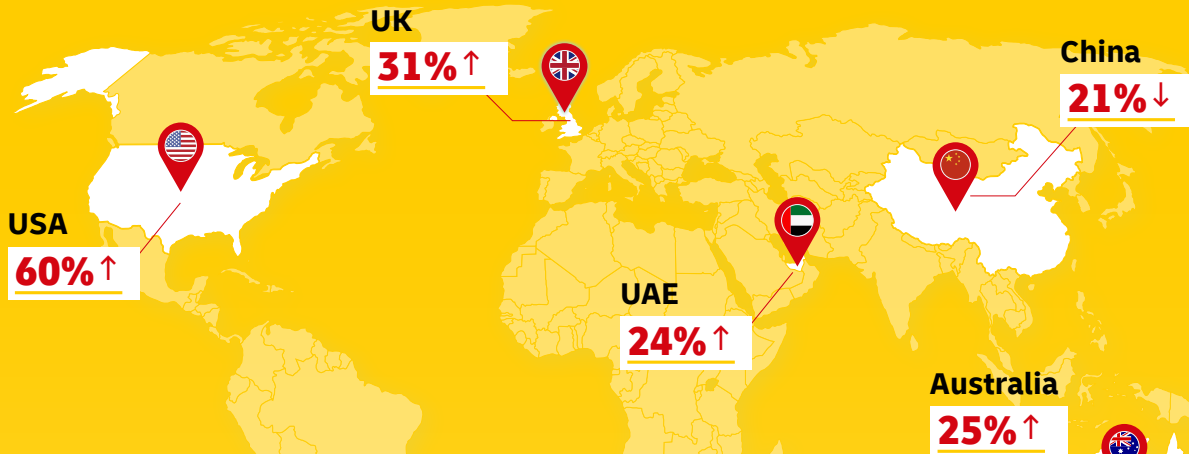 UK
31%↑
China
21%↓
USA
60%↑
UAE
24%↑
Australia
25%↑